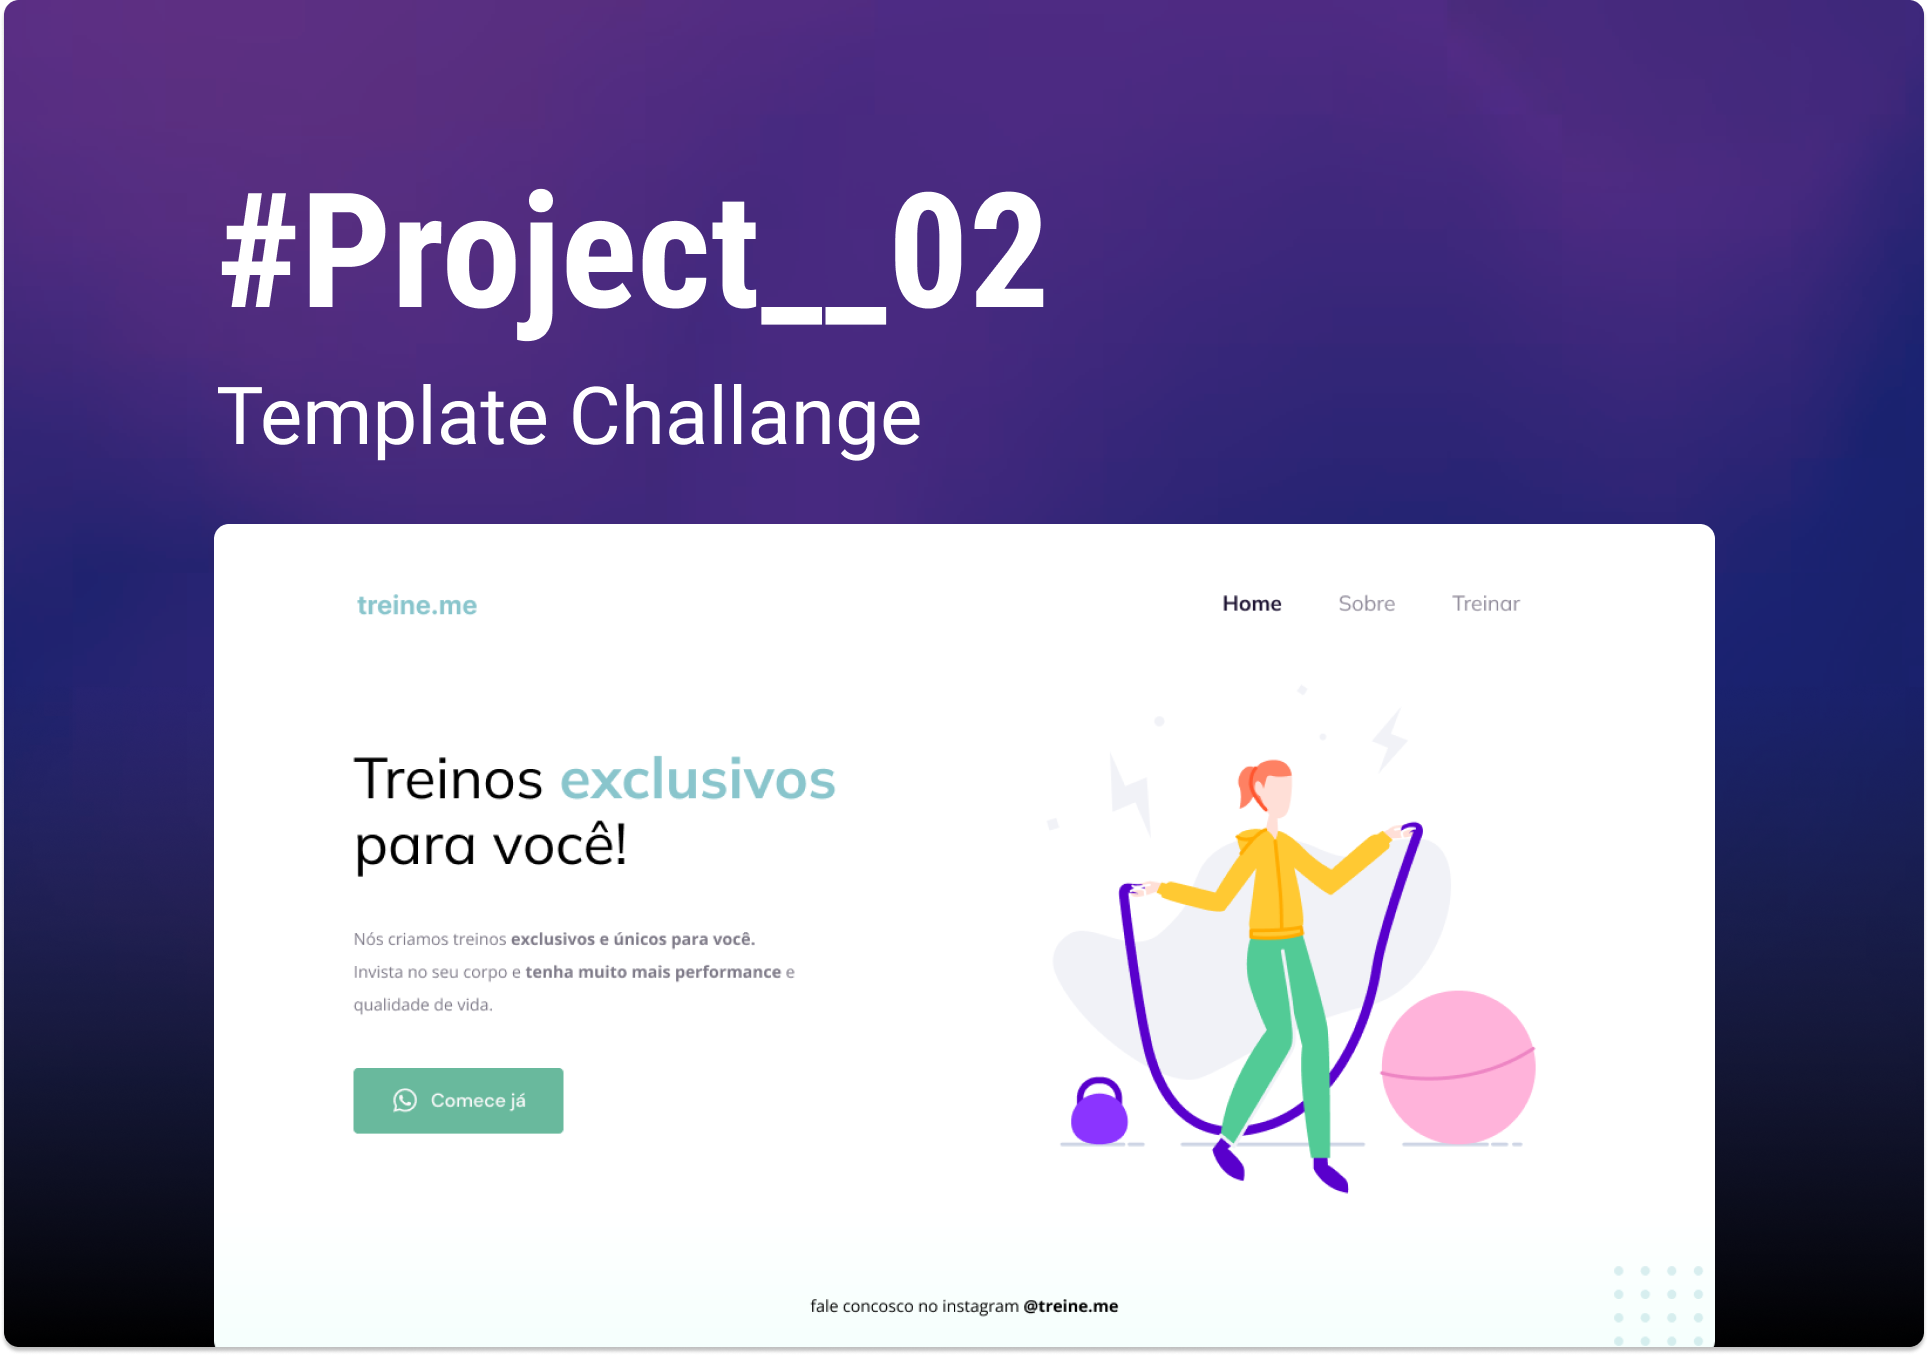 #Project__02
Template Challange
treine.me
Home Sobre Treinar
Treinos exclusivos
para você!
Nós criamos treinos exclusivos e únicos para você.
Invista no seu corpo e tenha muito mais performance e
qualidade de vida.
Comece já
fale concosco no instagram @treine.me